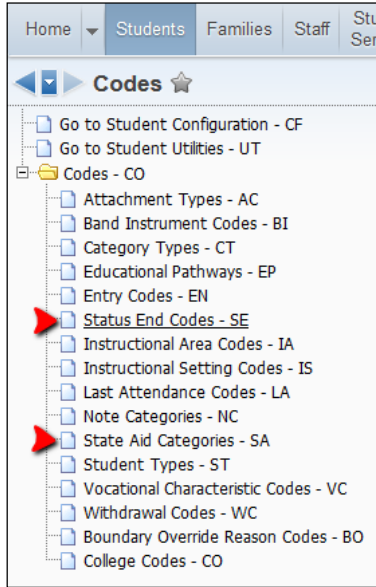 Home Students Families Staff Stu
Ser
Codes
Go to Student Configuration - CF
Go to Student Utilities - UT
Codes - CO
Attachment Types - AC
Band Instrument Codes - BI
Category Types - CT
Educational Pathways - EP
Entry Codes - EN
Status End Codes - SE
Instructional Area Codes - IA
Instructional Setting Codes - IS
Last Attendance Codes - LA
Note Categories - NC
State Aid Categories - SA
Student Types - ST
Vocational Characteristic Codes - VC
Withdrawal Codes - WC
Boundary Override Reason Codes - BO
College Codes - CO